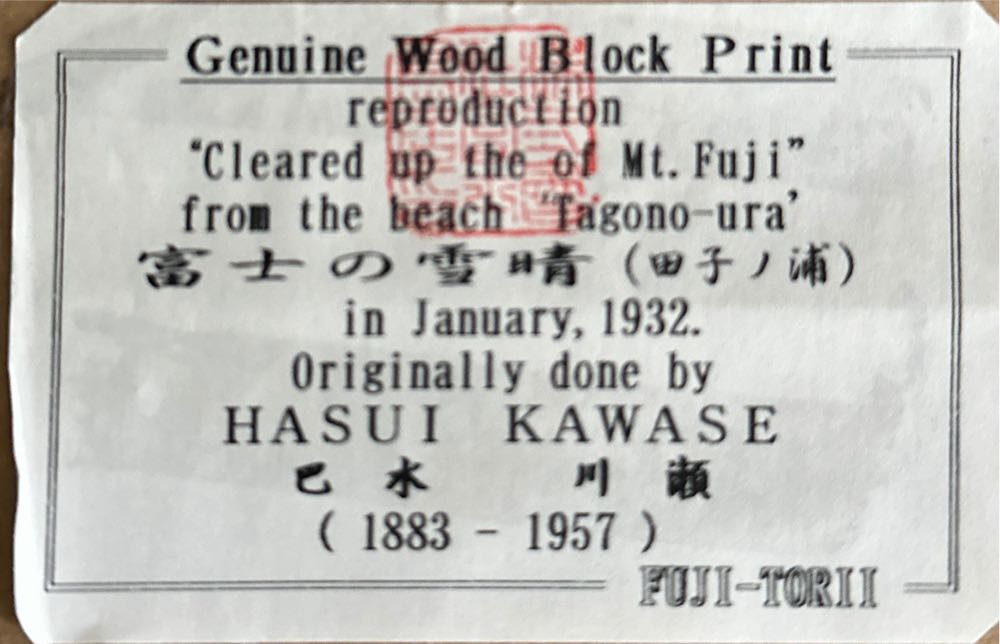 Genuine Wood Block Print
reproduction
“Cleared up the of Mt. Fuji”
from the beach ‘Tagono-ura’
富士の雪晴（田子ノ浦）
in January, 1932.
Originally done by
HASUI KAWASE
巴水 川瀬
( 1883 - 1957 )
FUJI-TORII